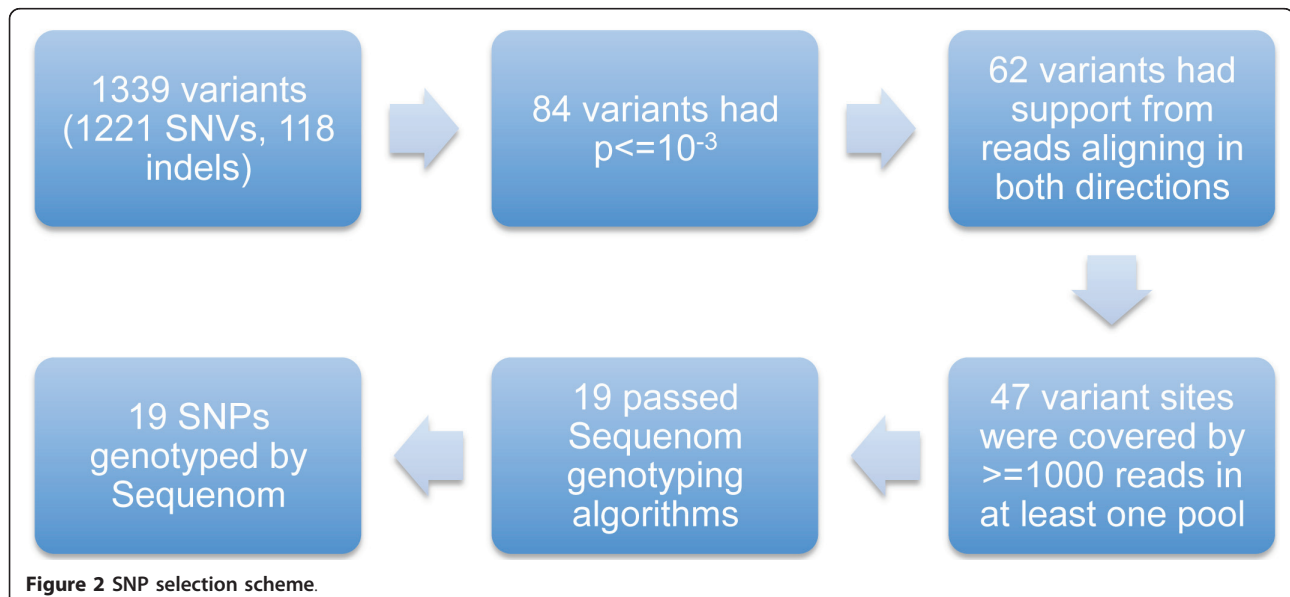 1339 variants
(1221 SNVs, 118
indels)
84 variants had
p<=10⁻³
62 variants had
support from
reads aligning in
both directions
47 variant sites
were covered by
>=1000 reads in
at least one pool
19 passed
Sequenom
genotyping
algorithms
19 SNPs
genotyped by
Sequenom
Figure 2 SNP selection scheme.